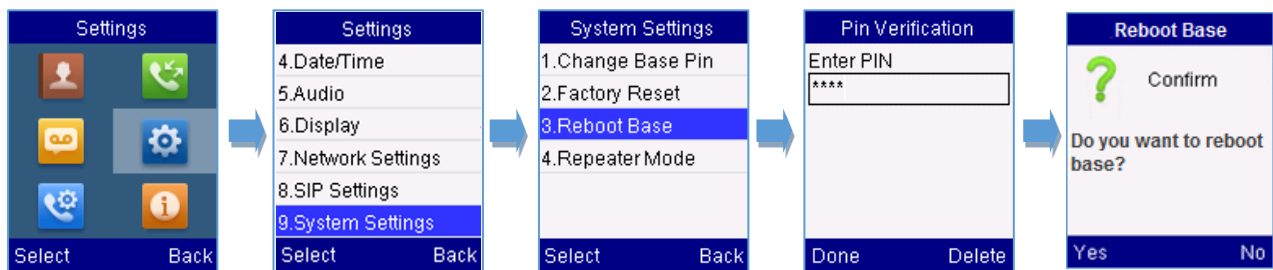 Settings
Select Back
Settings
4.Date/Time
5.Audio
6.Display
7.Network Settings
8.SIP Settings
9.System Settings
Select Back
System Settings
1.Change Base Pin
2.Factory Reset
3.Reboot Base
4.Repeater Mode
Select Back
Pin Verification
Enter PIN
****
Done Delete
Reboot Base
Confirm
Do you want to reboot
base?
Yes No